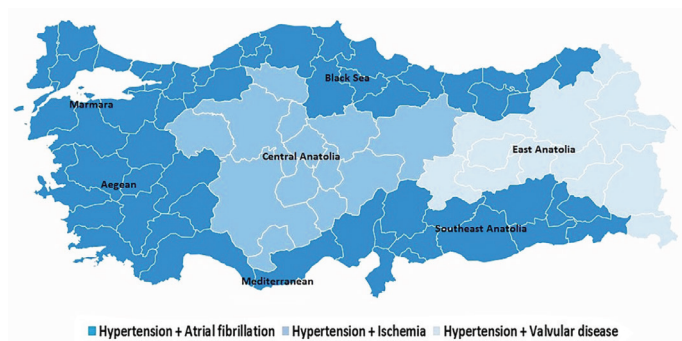 Black Sea
Marmara
Central Anatolia
East Anatolia
Aegean
Southeast Anatolia
Mediterranean
Hypertension + Atrial fibrillation Hypertension + Ischemia Hypertension + Valvular disease